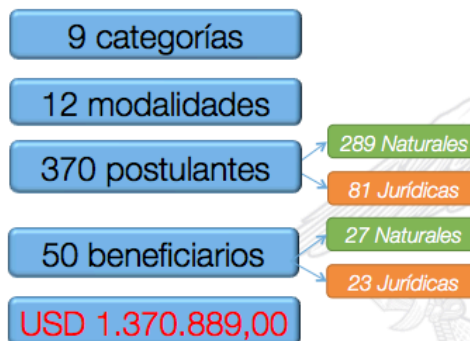 9 categorías
12 modalidades
370 postulantes
289 Naturales
81 Jurídicas
50 beneficiarios
27 Naturales
23 Jurídicas
USD 1.370.889,00